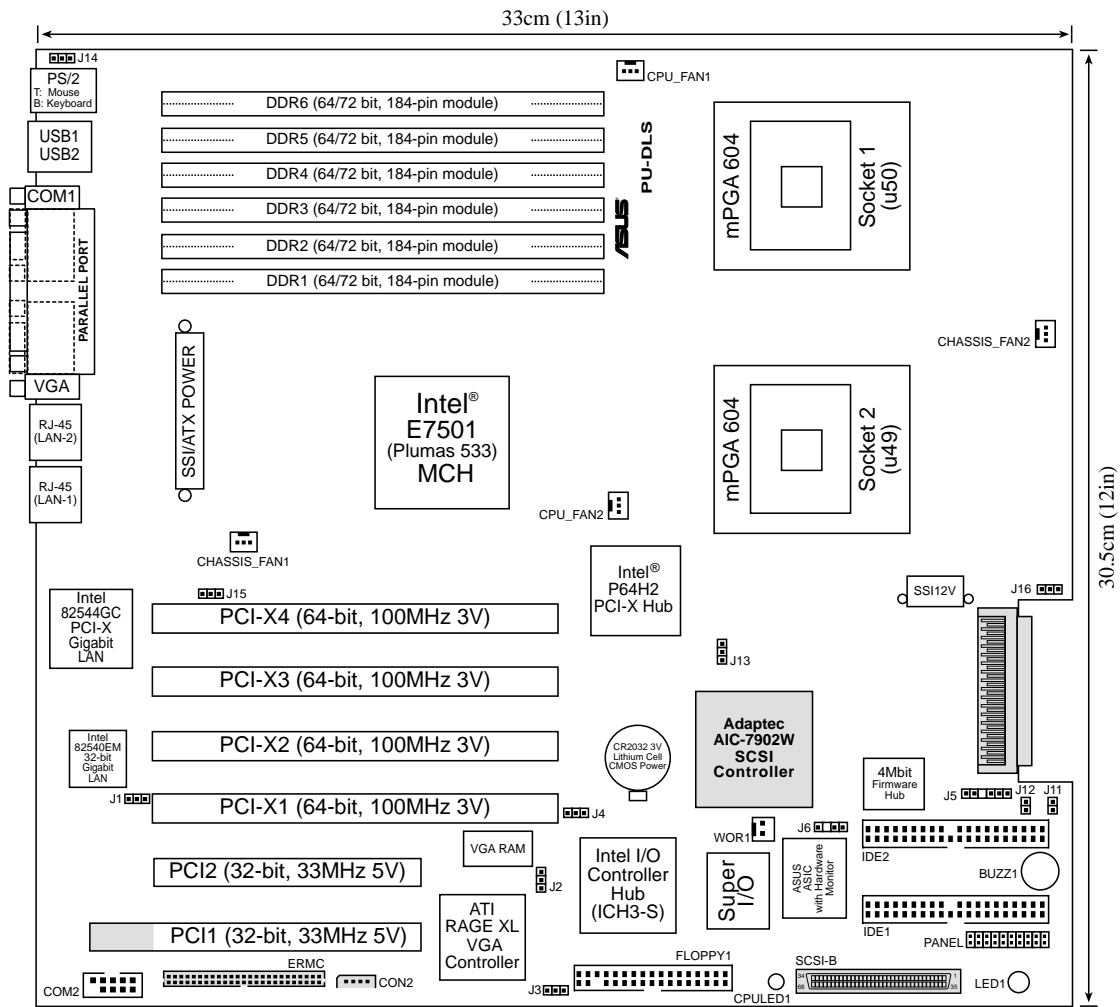 33cm (13in)
J14
PS/2
T: Mouse
B: Keyboard
CPU_FAN1
DDR6 (64/72 bit, 184-pin module)
USB1
USB2
DDR5 (64/72 bit, 184-pin module)
DDR4 (64/72 bit, 184-pin module)
COM1
DDR3 (64/72 bit, 184-pin module)
DDR2 (64/72 bit, 184-pin module)
DDR1 (64/72 bit, 184-pin module)
PU-DLS
ASUS
mPGA 604
Socket 1
(u50)
PARALLEL PORT
CHASSIS_FAN2
VGA
SSI/ATX POWER
Intel®
E7501
(Plumas 533)
MCH
mPGA 604
Socket 2
(u49)
RJ-45
(LAN-2)
RJ-45
(LAN-1)
30.5cm (12in)
CPU_FAN2
CHASSIS_FAN1
Intel®
P64H2
PCI-X Hub
SSI12V
J16
J15
Intel
82544GC
PCI-X
Gigabit
LAN
PCI-X4 (64-bit, 100MHz 3V)
J13
PCI-X3 (64-bit, 100MHz 3V)
Adaptec
AIC-7902W
SCSI
Controller
Intel
82540EM
32-bit
Gigabit
LAN
PCI-X2 (64-bit, 100MHz 3V)
CR2032 3V
Lithium Cell
CMOS Power
4Mbit
Firmware
Hub
J5
J12
J11
J1
PCI-X1 (64-bit, 100MHz 3V)
J4
WOR1
J6
IDE2
VGA RAM
J2
Intel I/O
Controller
Hub
(ICH3-S)
Super
I/O
ASUS
ASIC
with Hardware
Monitor
BUZZ1
PCI2 (32-bit, 33MHz 5V)
ATI
RAGE XL
VGA
Controller
IDE1
PCI1 (32-bit, 33MHz 5V)
PANEL
ERMC
FLOPPY1
SCSI-B
COM2
CON2
J3
CPULED1
34
68
1
35
LED1